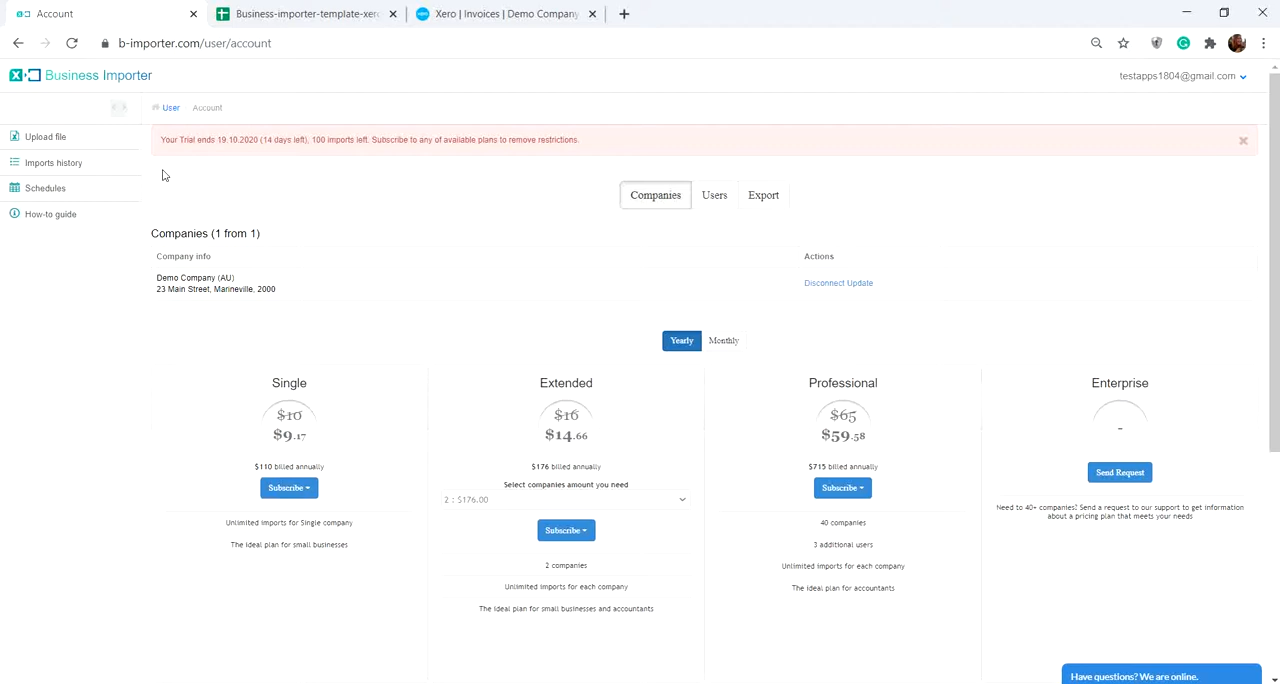 Account
Business-importer-template-xero
Xero | Invoices | Demo Company
b-importer.com/user/account
Business Importer
testapps1804@gmail.com
User Account
Upload file
Imports history
Schedules
How-to guide
Your Trial ends 19.10.2020 (14 days left), 100 imports left. Subscribe to any of available plans to remove restrictions.
Companies Users Export
Companies (1 from 1)
Company info Actions
Demo Company (AU)
23 Main Street, Marineville, 2000
Disconnect Update
Yearly Monthly
Single
$10
$9.17
$110 billed annually
Subscribe
Unlimited imports for Single company
The ideal plan for small businesses
Extended
$16
$14.66
$176 billed annually
Select companies amount you need
2 : $176.00
Subscribe
2 companies
Unlimited imports for each company
The ideal plan for small businesses and accountants
Professional
$65
$59.58
$715 billed annually
Subscribe
40 companies
3 additional users
Unlimited imports for each company
The ideal plan for accountants
Enterprise
-
Send Request
Need to 40+ companies? Send a request to our support to get information
about a pricing plan that meets your needs
Have questions? We are online.